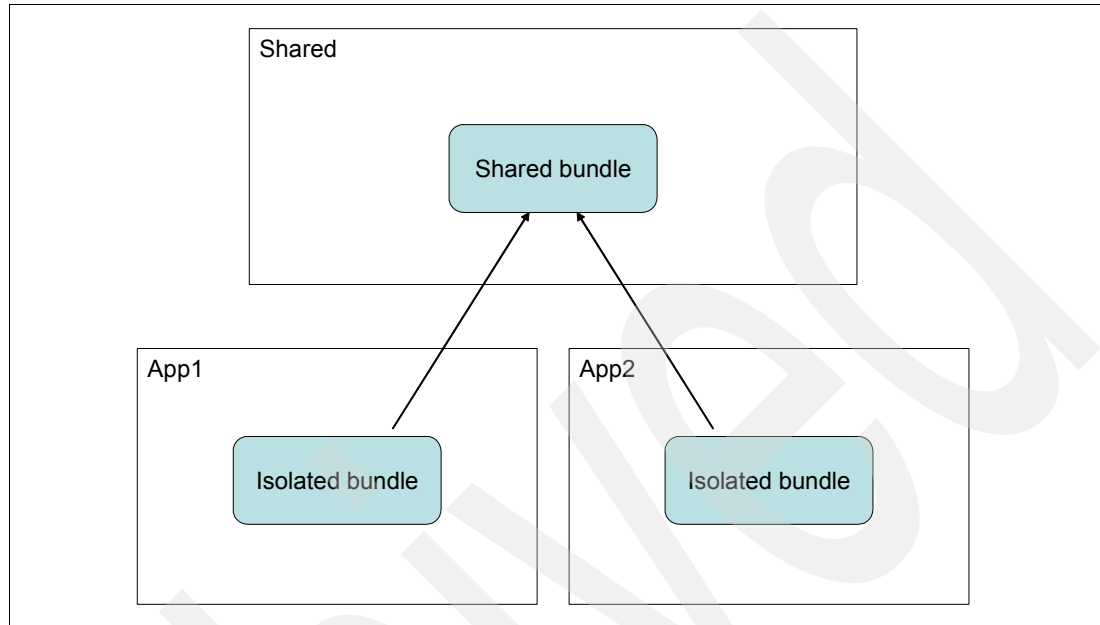 Shared
Shared bundle
App1
App2
Isolated bundle
Isolated bundle